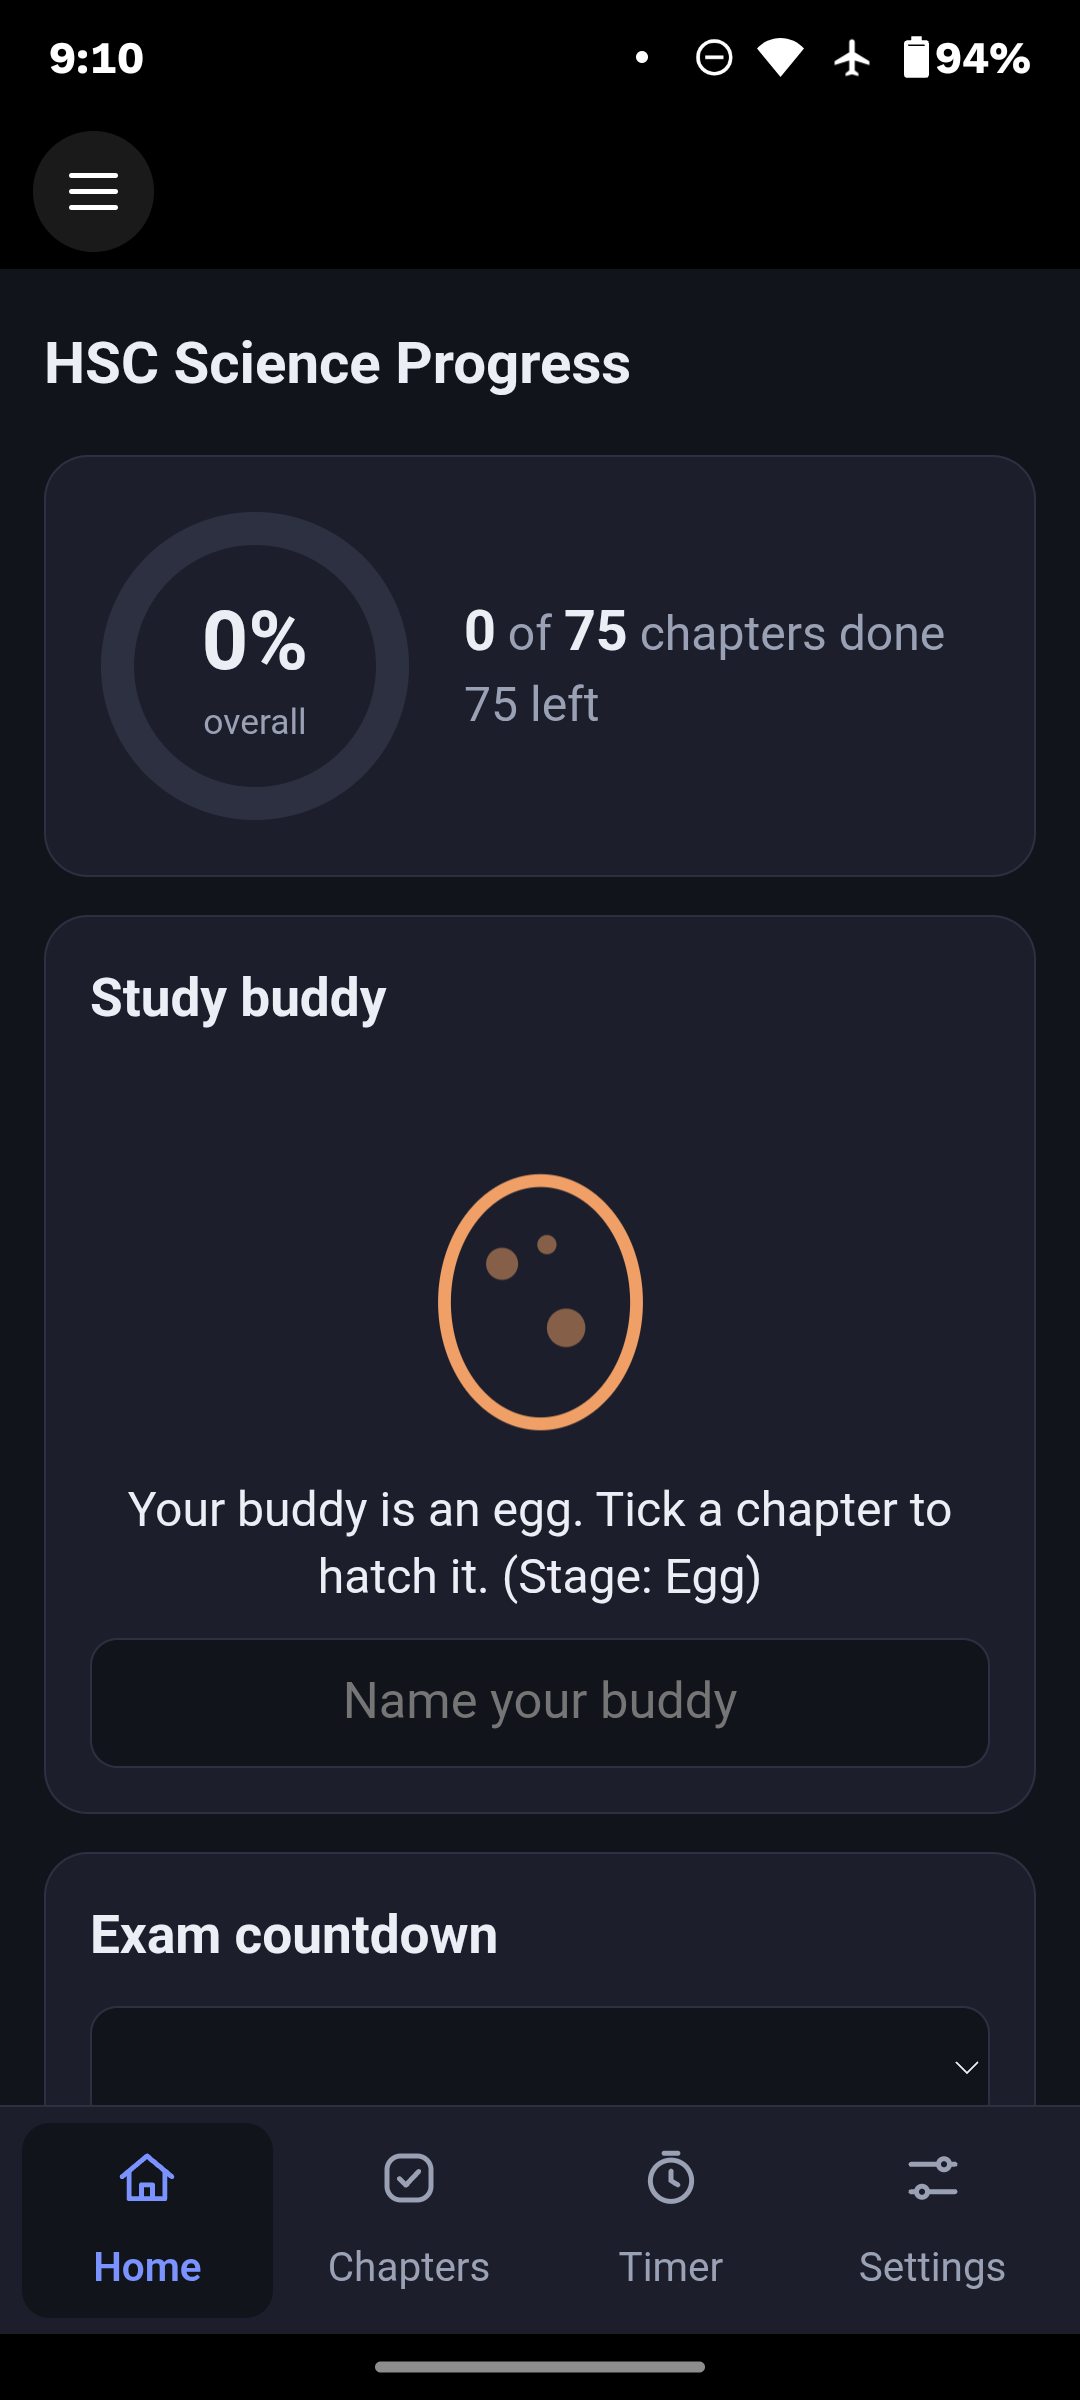 9:10
94%
HSC Science Progress
0%
overall
0 of 75 chapters done
75 left
Study buddy
Your buddy is an egg. Tick a chapter to
hatch it. (Stage: Egg)
Name your buddy
Exam countdown
Home
Chapters
Timer
Settings